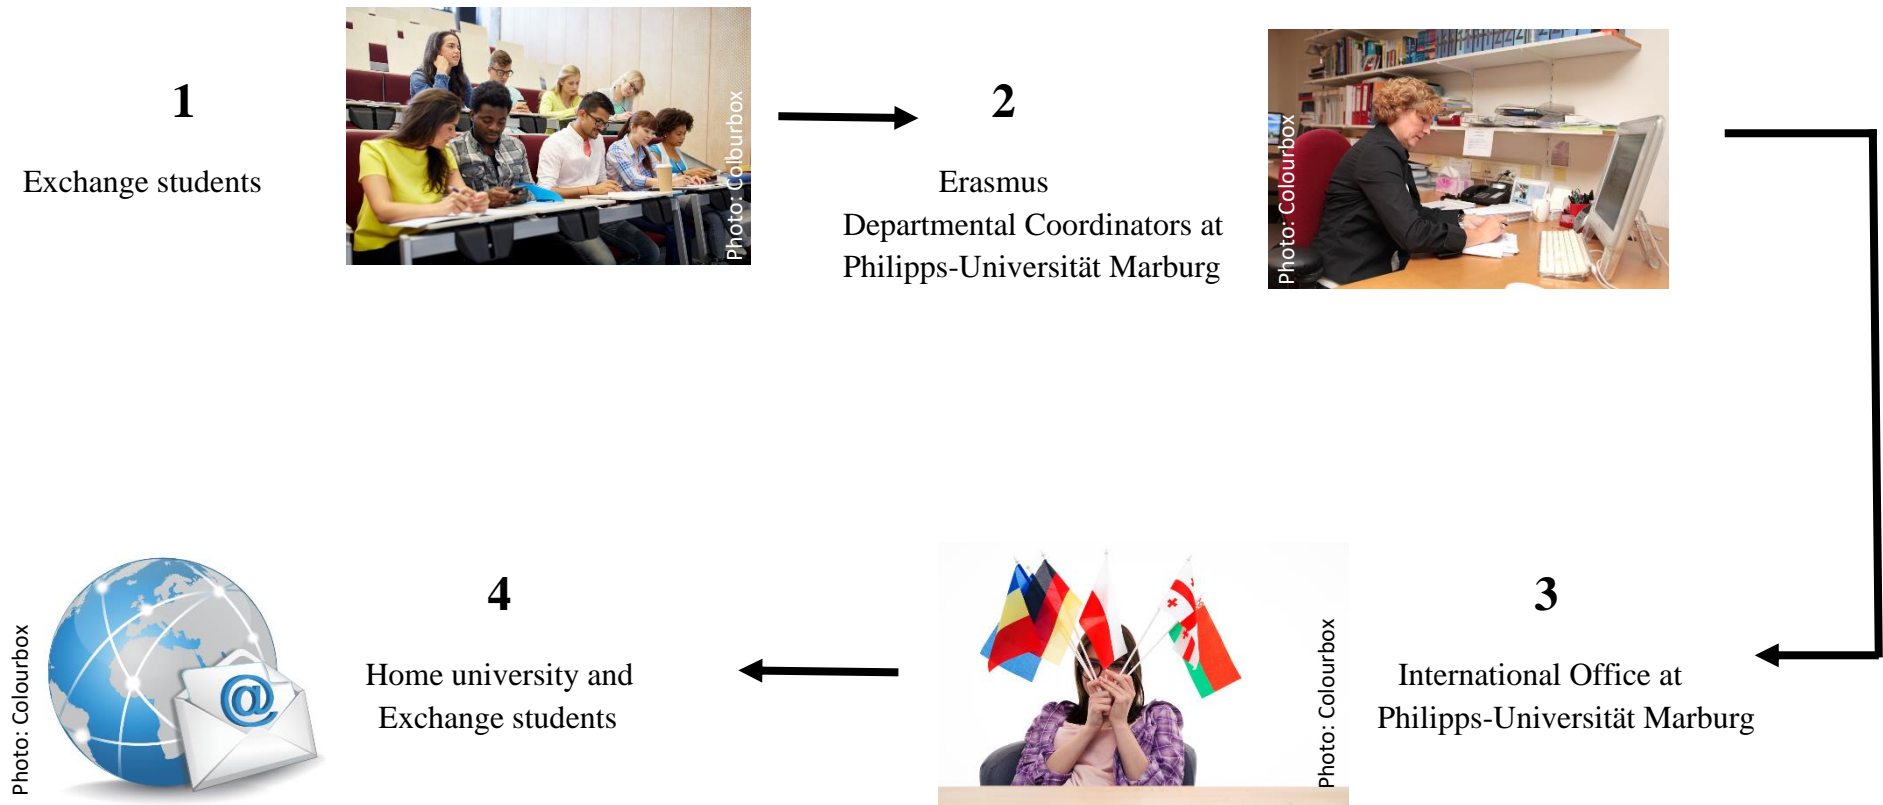 1
Exchange students
Photo: Colourbox
2
Erasmus
Departmental Coordinators at
Philipps-Universität Marburg
Photo: Colourbox
3
International Office at
Philipps-Universität Marburg
Photo: Colourbox
4
Home university and
Exchange students
@
Photo: Colourbox